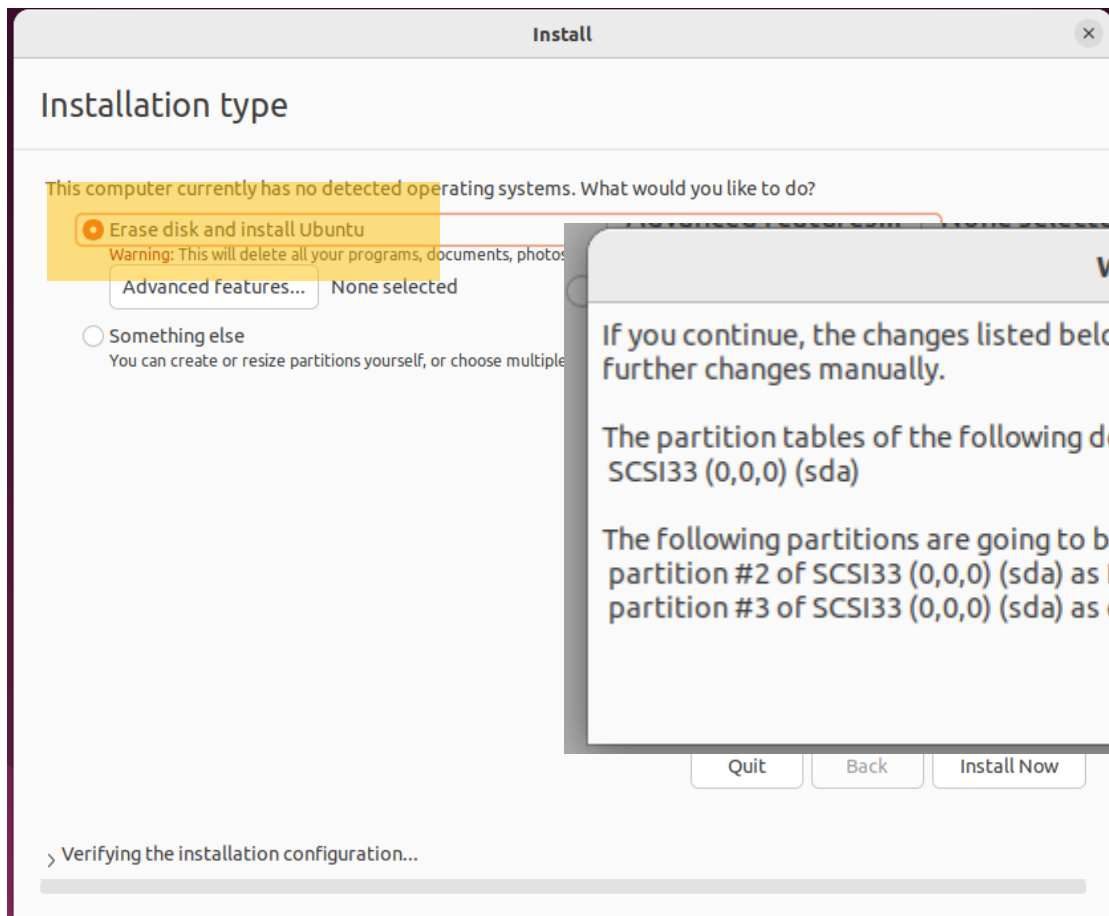 Install
Installation type
This computer currently has no detected operating systems. What would you like to do?
Erase disk and install Ubuntu
Warning: This will delete all your programs, documents, photos
Advanced features... None selected
Something else
You can create or resize partitions yourself, or choose multiple
If you continue, the changes listed
further changes manually.
The partition tables of the following
SCSI33 (0,0,0) (sda)
The following partitions are going to
partition #2 of SCSI33 (0,0,0) (sda) as
partition #3 of SCSI33 (0,0,0) (sda) as
Quit Back Install Now
Verifying the installation configuration...